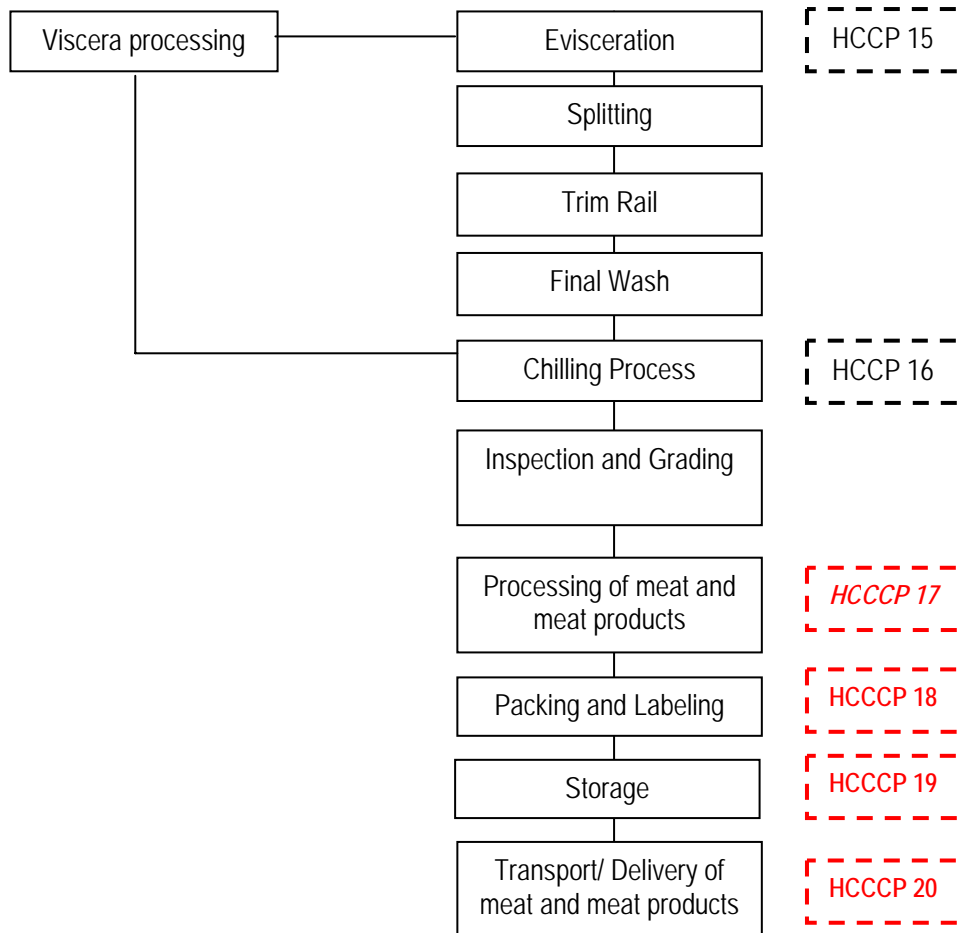 Viscera processing
Evisceration
HCCP 15
Splitting
Trim Rail
Final Wash
Chilling Process
HCCP 16
Inspection and Grading
Processing of meat and
meat products
HCCCP 17
Packing and Labeling
HCCCP 18
Storage
HCCCP 19
Transport/ Delivery of
meat and meat products
HCCCP 20